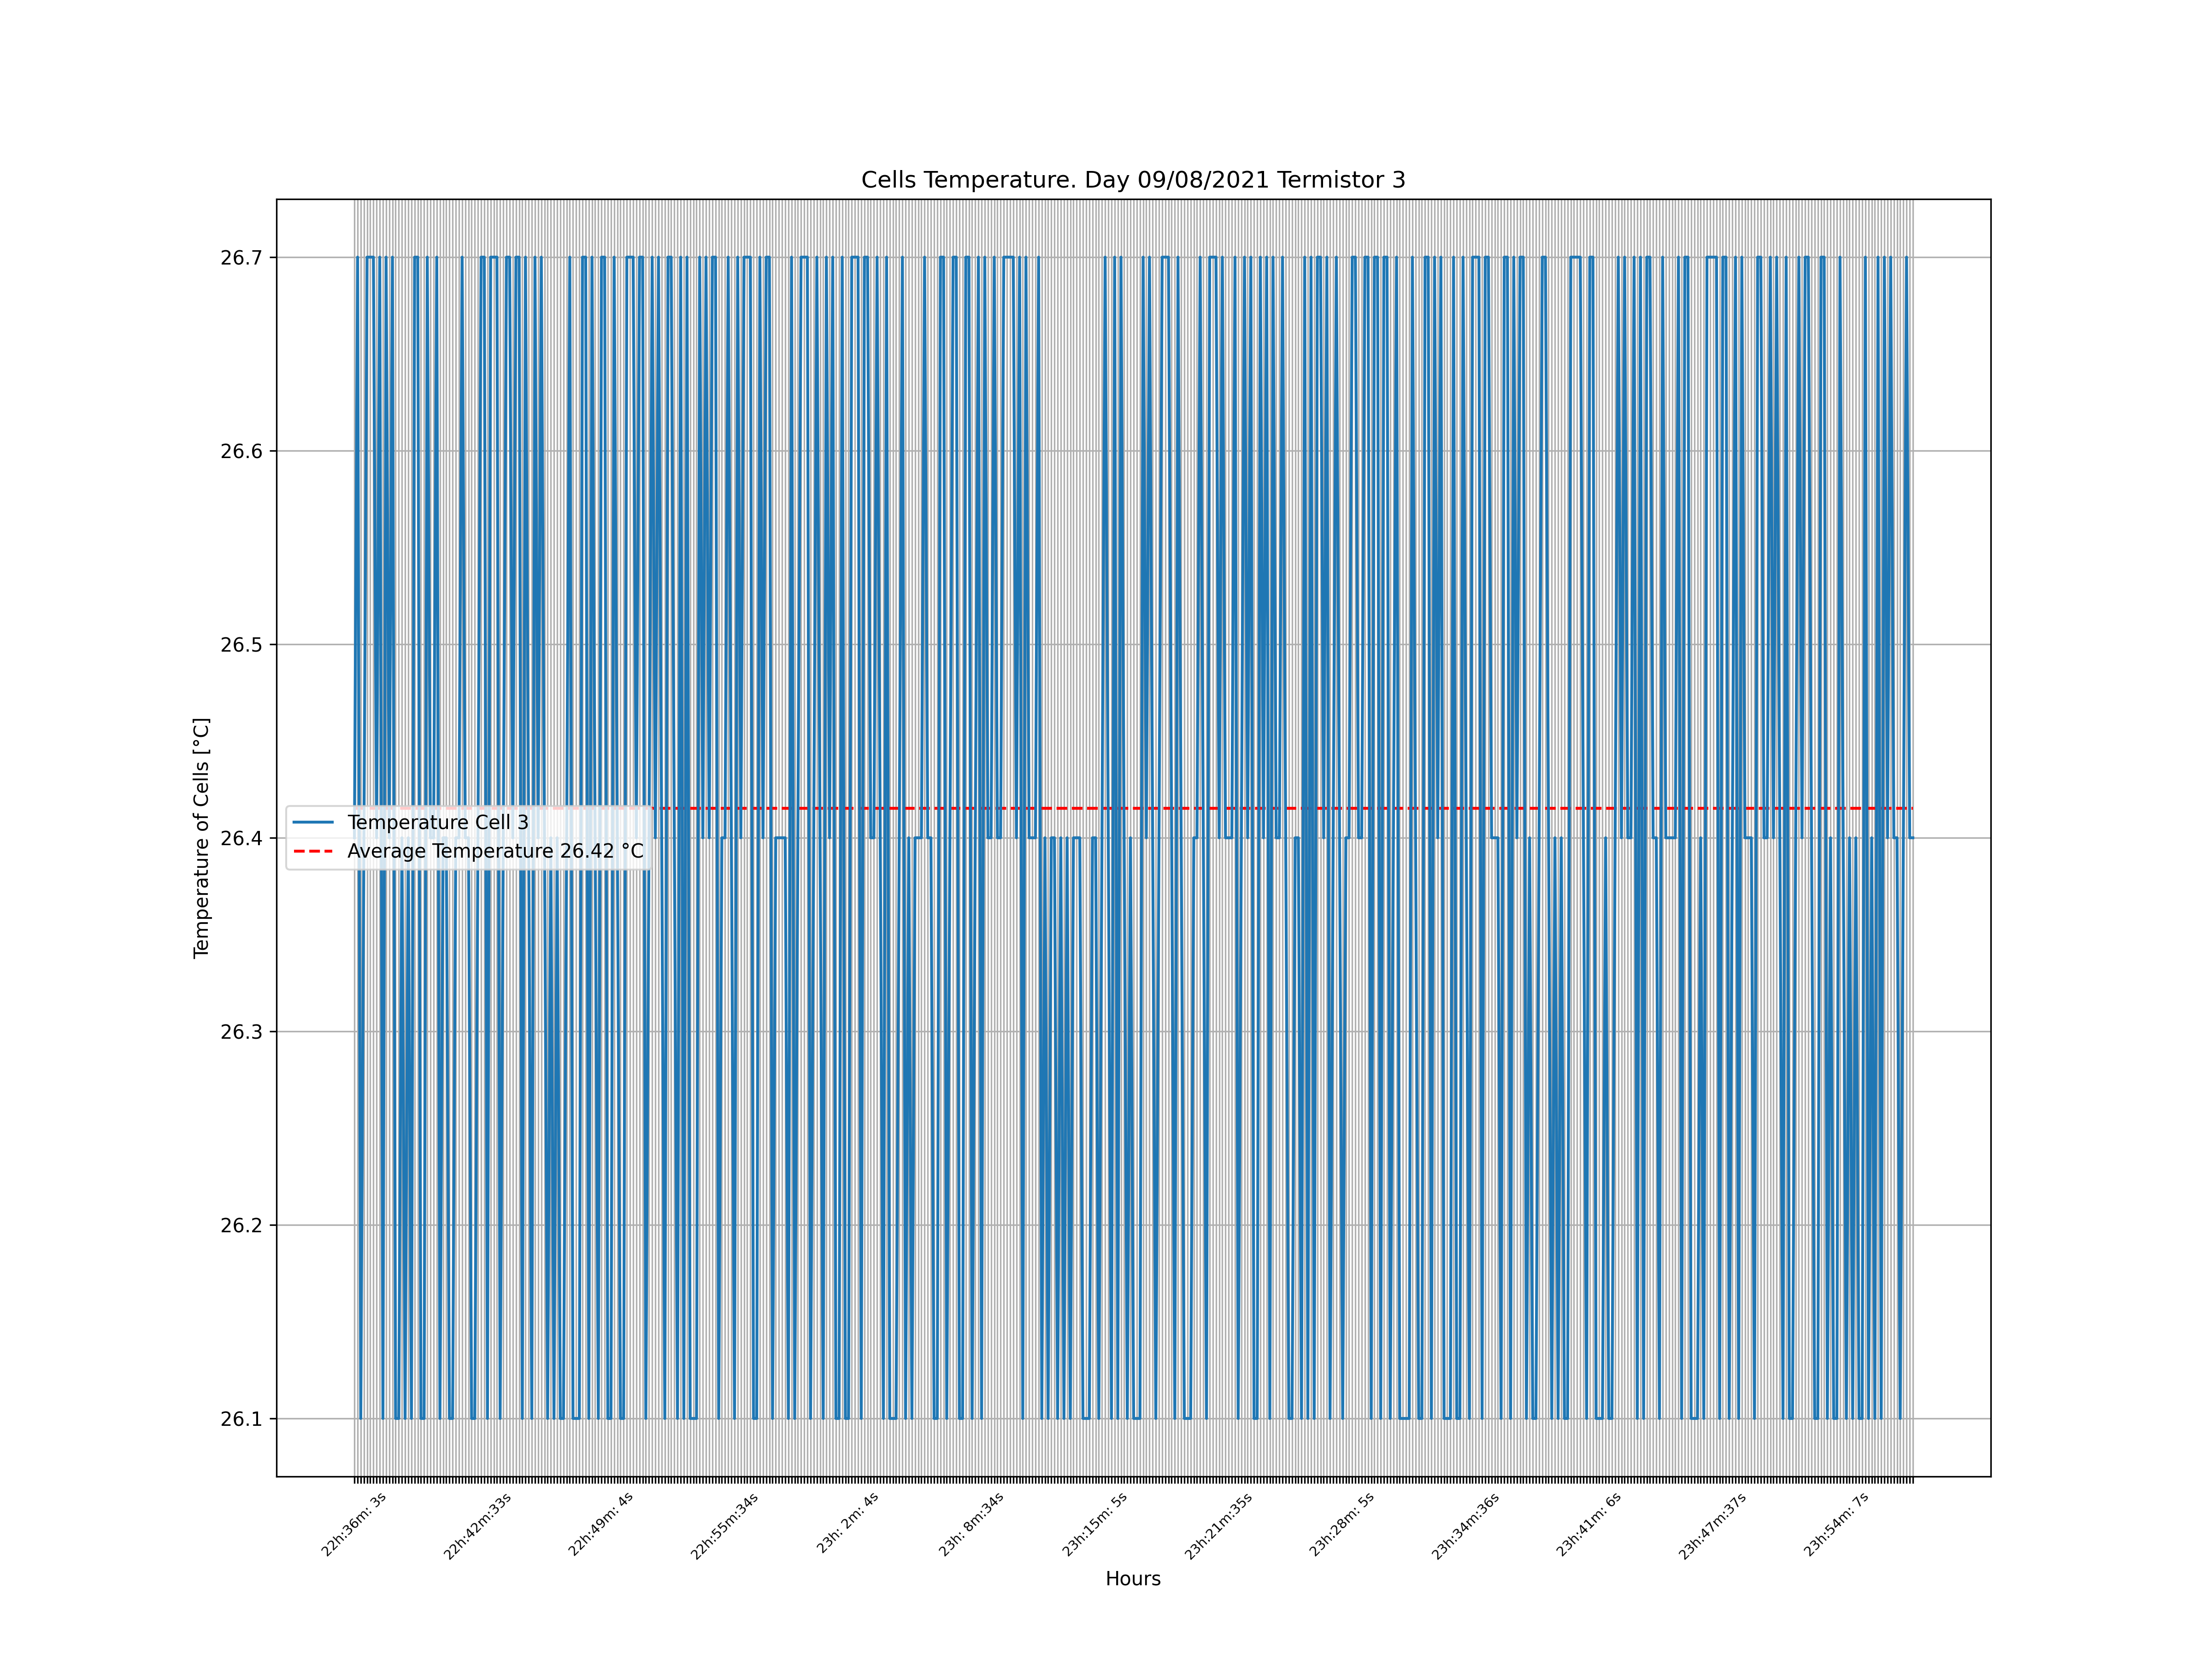 Cells Temperature. Day 09/08/2021 Termistor 3
Temperature of Cells [°C]
26.7
26.6
26.5
26.4
26.3
26.2
26.1
Temperature Cell 3
Average Temperature 26.42 °C
22h:36m: 3s
22h:42m:33s
22h:49m: 4s
22h:55m:34s
23h: 2m: 4s
23h: 8m:34s
23h:15m: 5s
23h:21m:35s
23h:28m: 5s
23h:34m:36s
23h:41m: 6s
23h:47m:37s
23h:54m: 7s
Hours